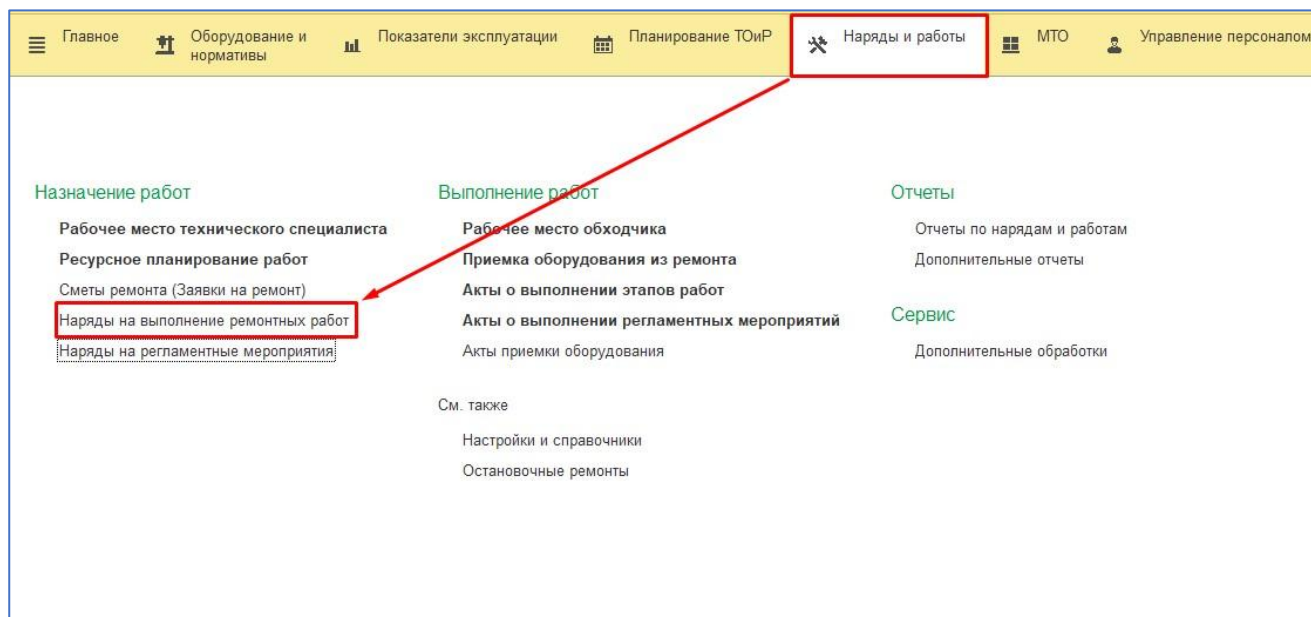 Главное
Оборудование и
нормативы
Показатели эксплуатации
Планирование ТОиР
Наряды и работы
МТО
Управление персоналом
Назначение работ
Рабочее место технического специалиста
Ресурсное планирование работ
Сметы ремонта (Заявки на ремонт)
Наряды на выполнение ремонтных работ
Наряды на регламентные мероприятия
Выполнение работ
Рабочее место обходчика
Приемка оборудования из ремонта
Акты о выполнении этапов работ
Акты о выполнении регламентных мероприятий
Акты приемки оборудования
См. также
Настройки и справочники
Остановочные ремонты
Отчеты
Отчеты по нарядам и работам
Дополнительные отчеты
Сервис
Дополнительные обработки